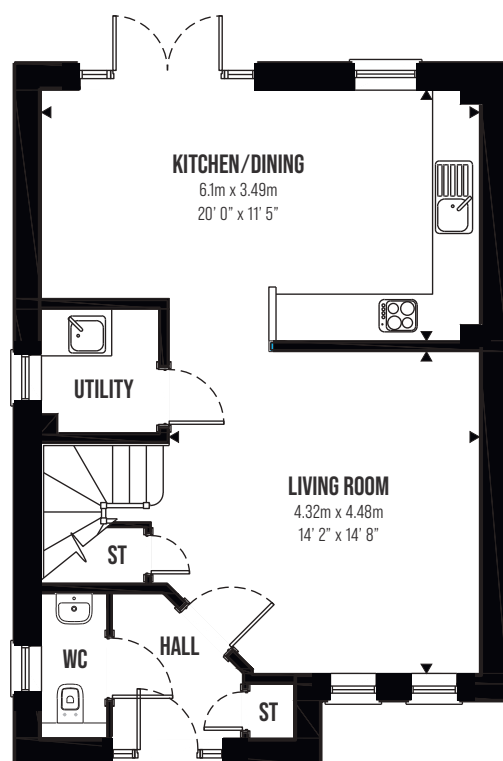 KITCHEN/DINING
6.1m x 3.49m
20’ 0” x 11’ 5”
UTILITY
LIVING ROOM
4.32m x 4.48m
14’ 2” x 14’ 8”
ST
HALL
WC
ST